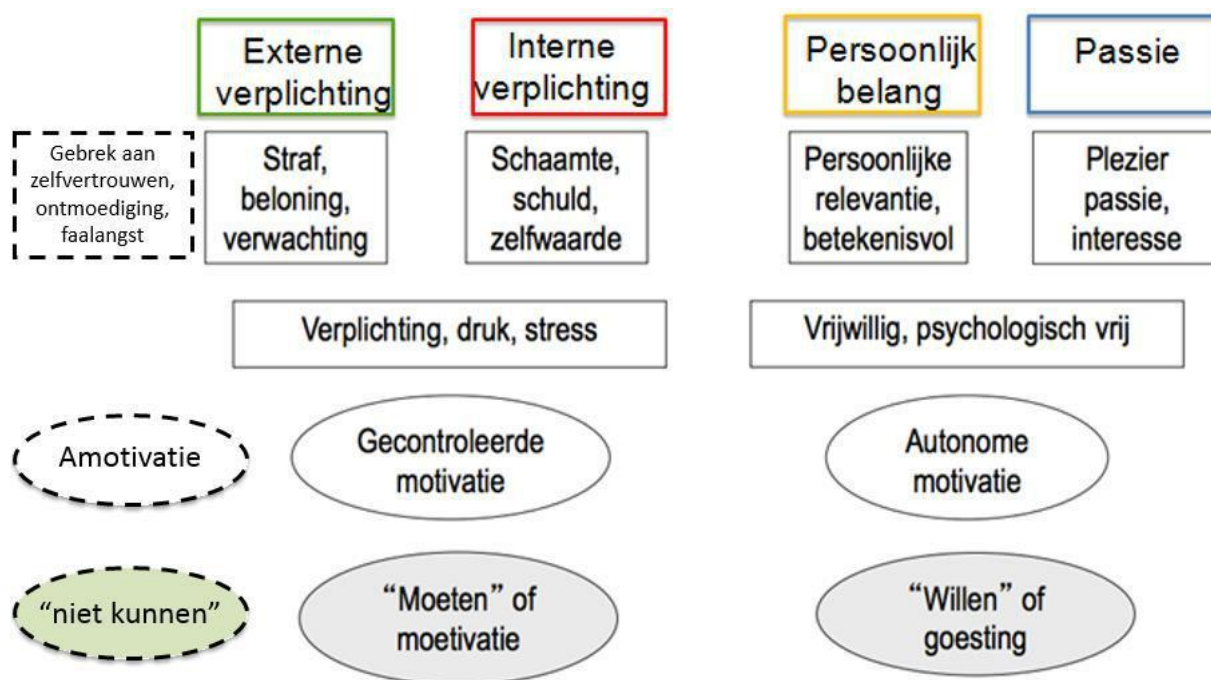 Externe
verplichting
Interne
verplichting
Persoonlijk
belang
Passie
Gebrek aan
zelfvertrouwen,
ontmoediging,
faalangst
Straf,
beloning,
verwachting
Schaamte,
schuld,
zelfwaarde
Persoonlijke
relevantie,
betekenisvol
Plezier
passie,
interesse
Verplichting, druk, stress
Vrijwillig, psychologisch vrij
Amotivatie
Gecontroleerde
motivatie
Autonome
motivatie
“niet kunnen”
“Moeten” of
moetivatie
“Willen” of
goesting